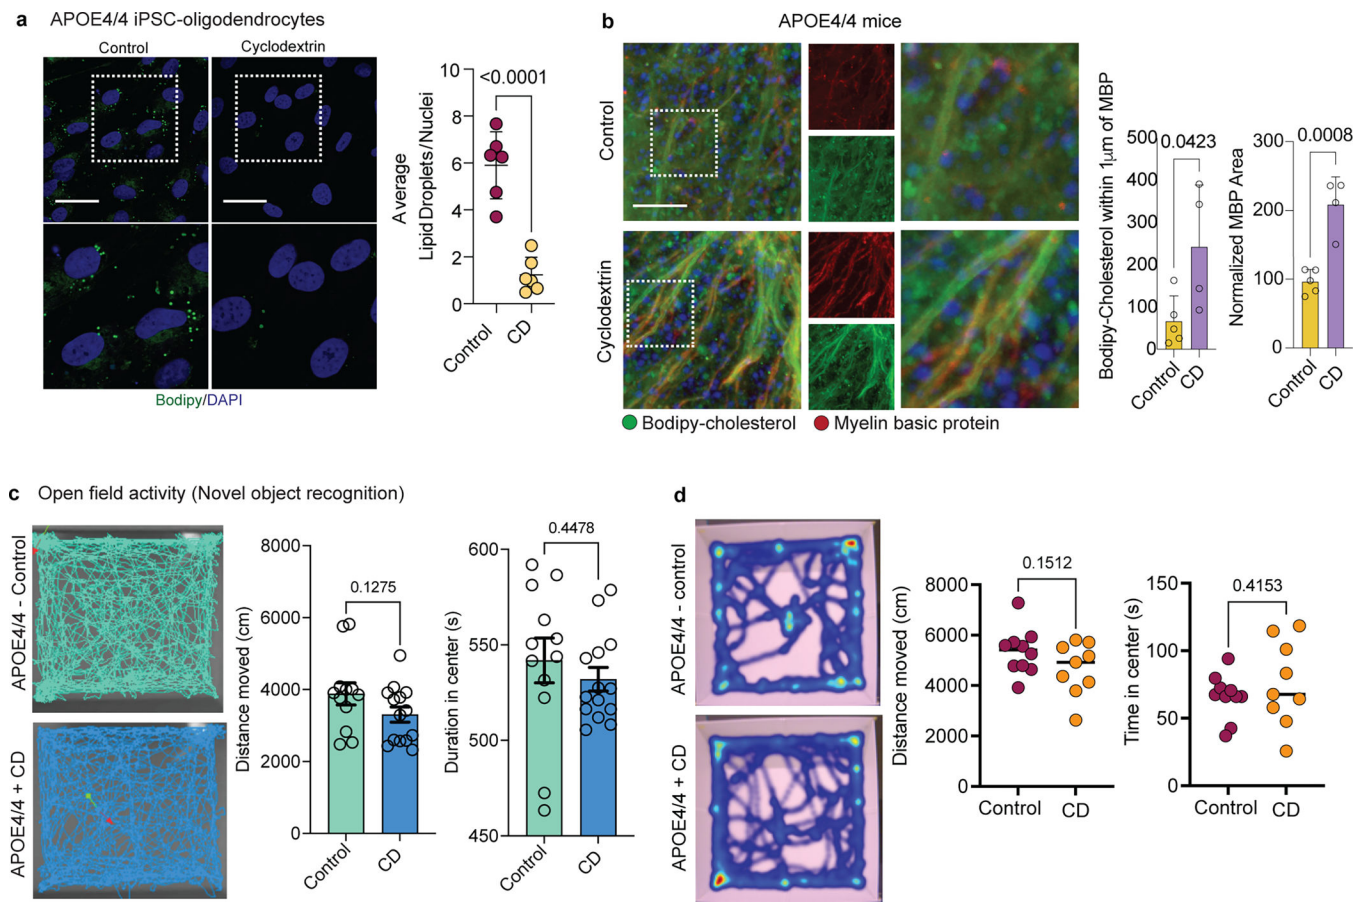 a APOE4/4 iPSC-oligodendrocytes
Control
Cyclodextrin
Bodipy/DAPI
Average
Lipid Droplets/Nuclei
10
8
6
4
2
0
<0.0001
Control
CD
b APOE4/4 mice
Control
Cyclodextrin
Bodipy-cholesterol
Myelin basic protein
Bodipy-Cholesterol within 1μm of MBP
500
400
300
200
100
0
0.0423
Control
CD
Normalized MBP Area
300
200
100
0
0.0008
Control
CD
c Open field activity (Novel object recognition)
APOE4/4 - Control
APOE4/4 + CD
Distance moved (cm)
8000
6000
4000
2000
0
0.1275
Control
CD
Duration in center (s)
600
550
500
450
0.4478
Control
CD
d
APOE4/4 - control
APOE4/4 + CD
Distance moved (cm)
8000
6000
4000
2000
0
0.1512
Control
CD
Time in center (s)
150
100
50
0
0.4153
Control
CD